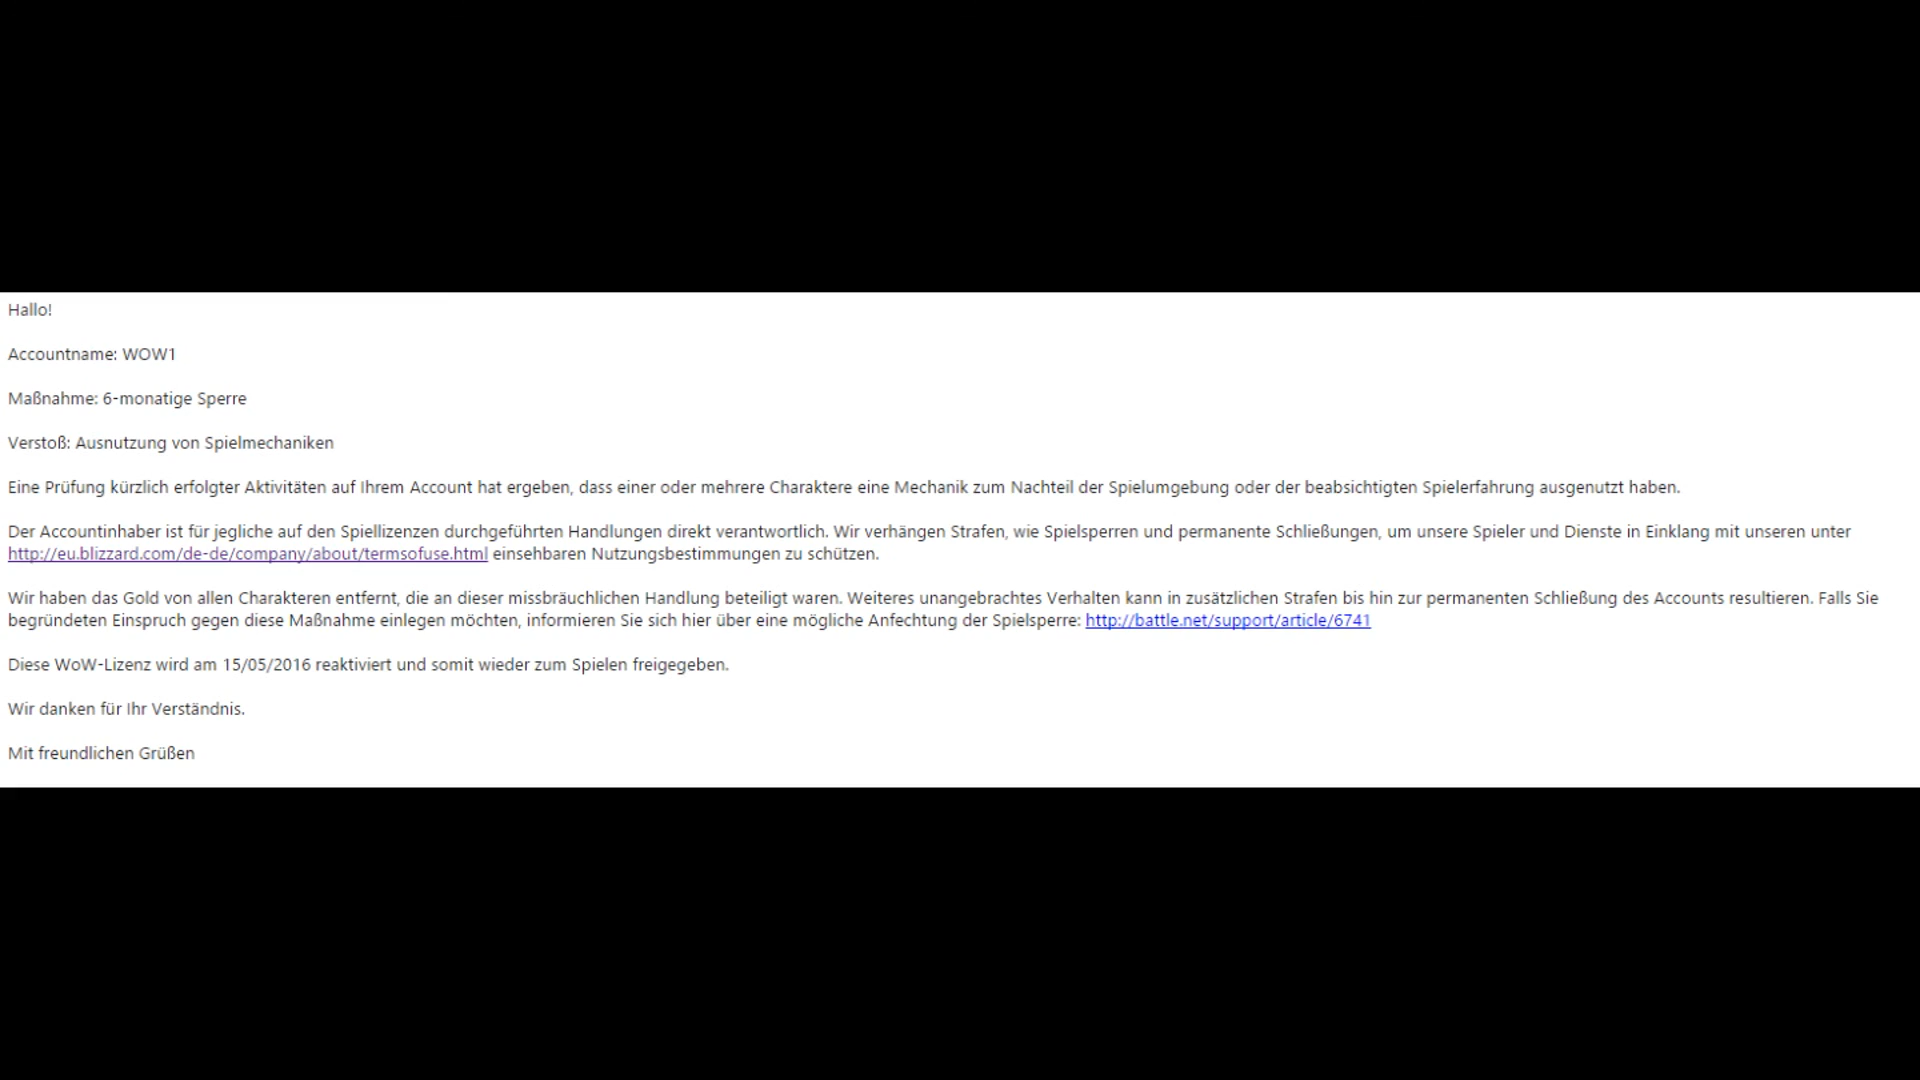 Hallo!
Accountname: WOW1
Maßnahme: 6-monatige Sperre
Verstoß: Ausnutzung von Spielmechaniken
Eine Prüfung kürzlich erfolgter Aktivitäten auf Ihrem Account hat ergeben, dass einer oder mehrere Charaktere eine Mechanik zum Nachteil der Spielumgebung oder der beabsichtigten Spielerfahrung ausgenutzt haben.
Der Accountinhaber ist für jegliche auf den Spiellizenzen durchgeführten Handlungen direkt verantwortlich. Wir verhängen Strafen, wie Spielsperren und permanente Schließungen, um unsere Spieler und Dienste in Einklang mit unseren unter
http://eu.blizzard.com/de-de/company/about/termsofuse.html einsehbaren Nutzungsbestimmungen zu schützen.
Wir haben das Gold von allen Charakteren entfernt, die an dieser missbräuchlichen Handlung beteiligt waren. Weiteres unangebrachtes Verhalten kann in zusätzlichen Strafen bis hin zur permanenten Schließung des Accounts resultieren. Falls Sie
begründeten Einspruch gegen diese Maßnahme einlegen möchten, informieren Sie sich hier über eine mögliche Anfechtung der Spielsperre: http://battle.net/support/article/6741
Diese WoW-Lizenz wird am 15/05/2016 reaktiviert und somit wieder zum Spielen freigegeben.
Wir danken für Ihr Verständnis.
Mit freundlichen Grüßen